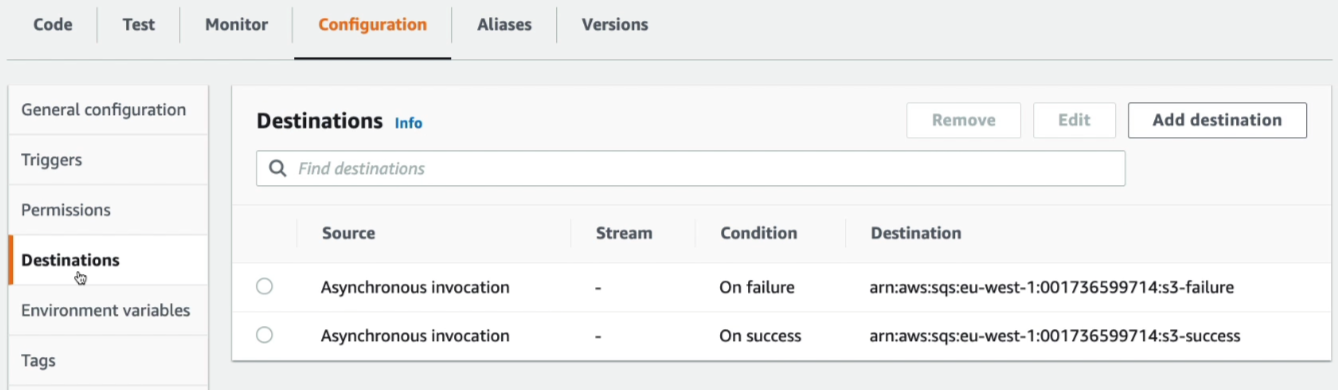 Code Test Monitor Configuration Aliases Versions
General configuration
Triggers
Permissions
Destinations
Environment variables
Tags
Destinations Info Remove Edit Add destination
Find destinations
Source Stream Condition Destination
Asynchronous invocation - On failure arn:aws:sqs:eu-west-1:001736599714:s3-failure
Asynchronous invocation - On success arn:aws:sqs:eu-west-1:001736599714:s3-success